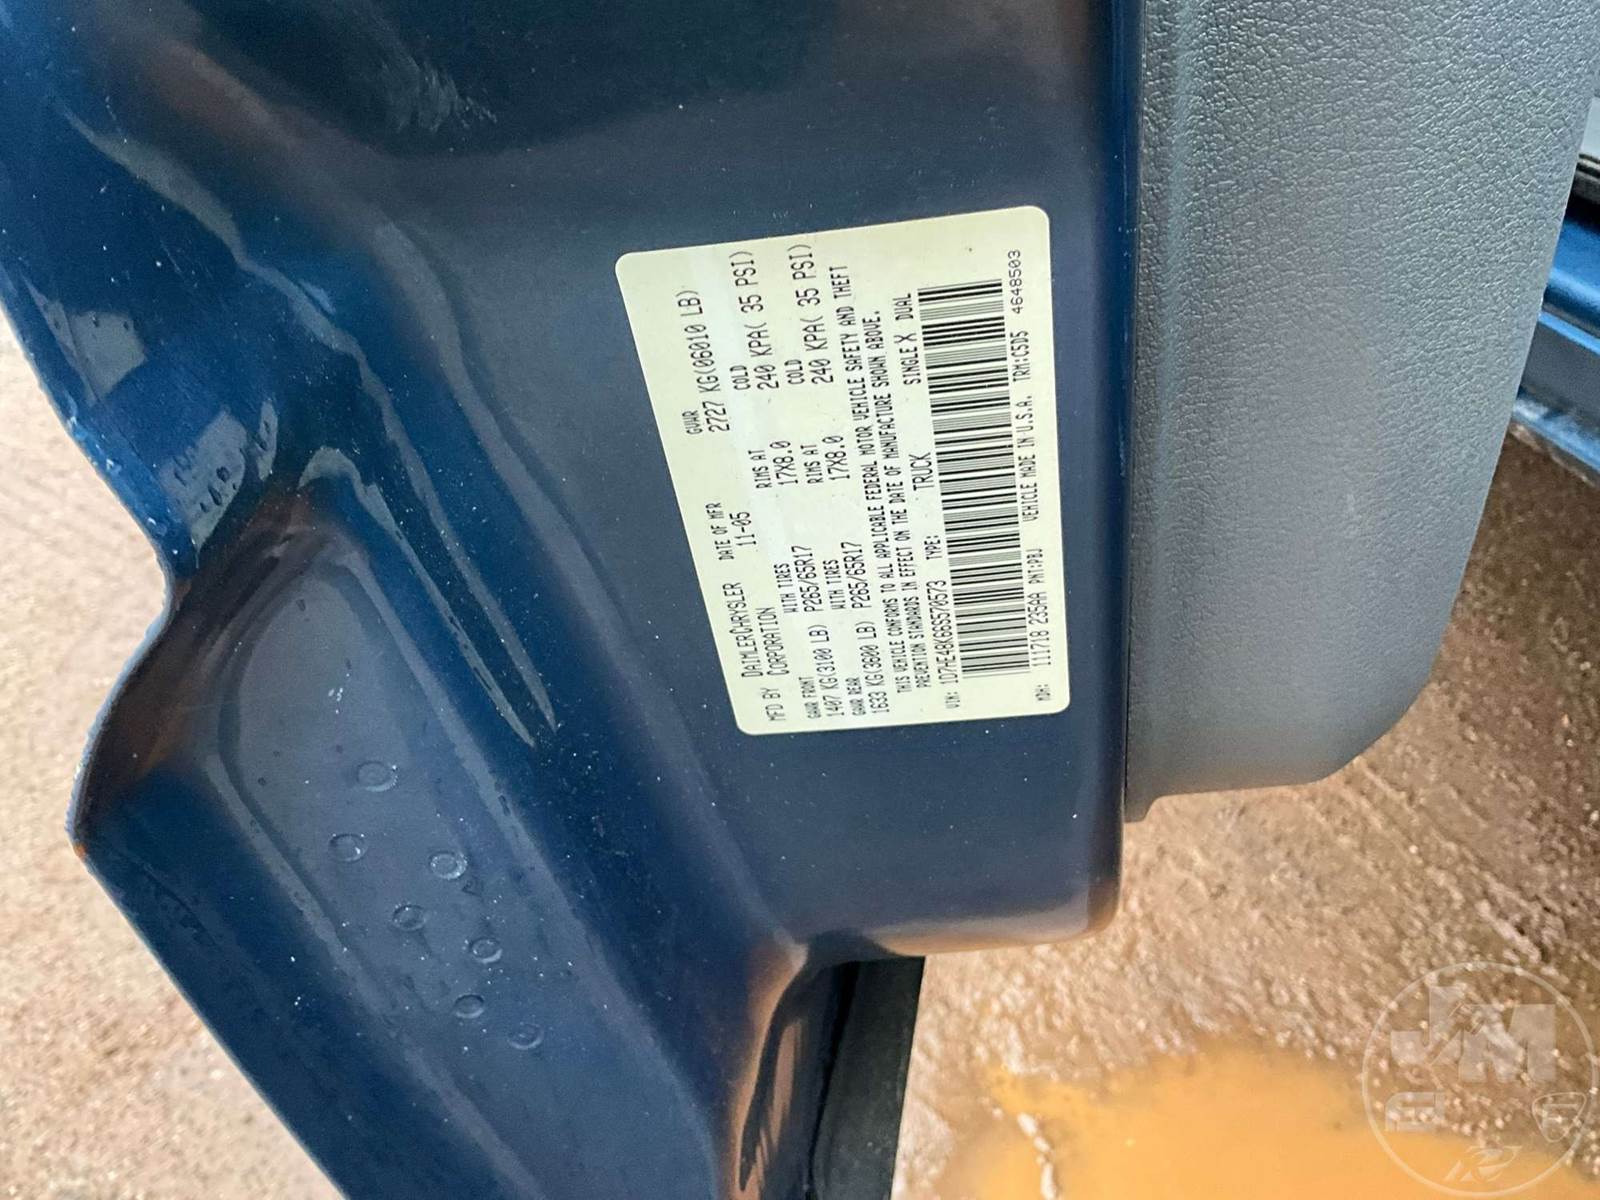 MFD BY DAIMLERCHRYSLER DATE OF MFR GVWR
CORPORATION 11-05 2727 KG(06010 LB)
GAWR FRONT WITH TIRES RIMS AT COLD
1407 KG(3100 LB) P265/65R17 17X8.0 240 KPA( 35 PSI)
GAWR REAR WITH TIRES RIMS AT COLD
1633 KG(3600 LB) P265/65R17 17X8.0 240 KPA( 35 PSI)
THIS VEHICLE CONFORMS TO ALL APPLICABLE FEDERAL MOTOR VEHICLE SAFETY AND THEFT
PREVENTION STANDARDS IN EFFECT ON THE DATE OF MANUFACTURE SHOWN ABOVE.
VIN: 1D7HE48K66S570573 TYPE: TRUCK SINGLE X DUAL
MDH: 111718 235AA PNT:PBJ VEHICLE MADE IN U.S.A. TRM:C5D5 4648503
JM